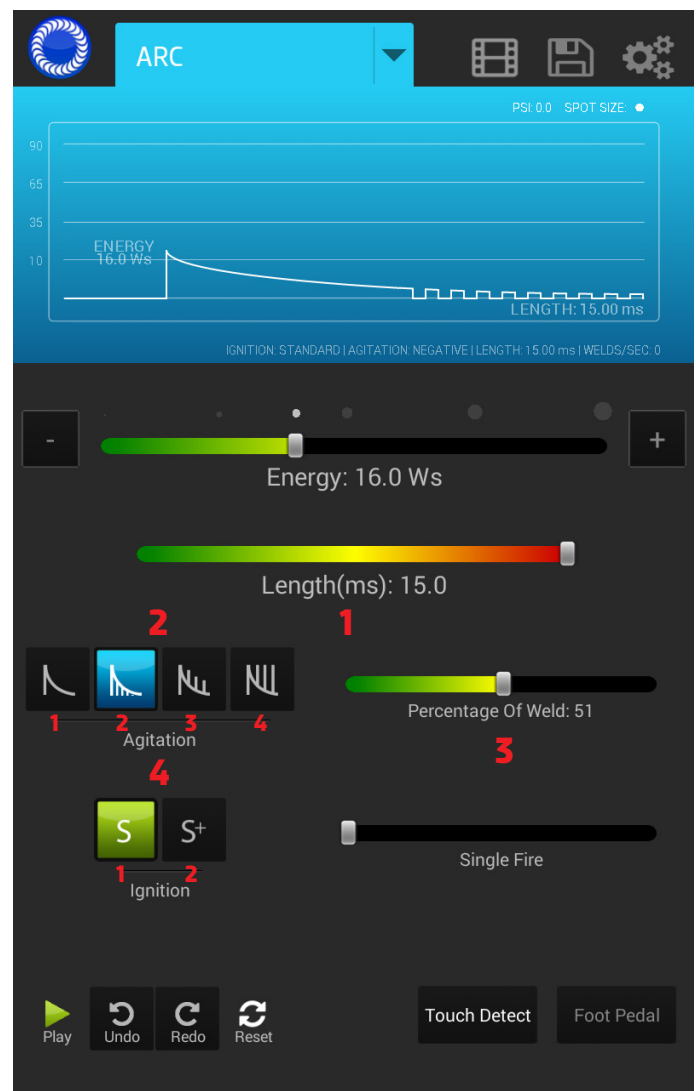 ARC
PSI: 0.0 SPOT SIZE:
90
65
35
10
ENERGY
16.0 Ws
LENGTH: 15.00 ms
IGNITION: STANDARD | AGITATION: NEGATIVE | LENGTH: 15.00 ms | WELDS/SEC: 0
- +
Energy: 16.0 Ws
Length(ms): 15.0
2 1
1 2 3 4
Agitation
Percentage Of Weld: 51
3
4
S S+
1 2
Ignition
Single Fire
Play Undo Redo Reset
Touch Detect Foot Pedal